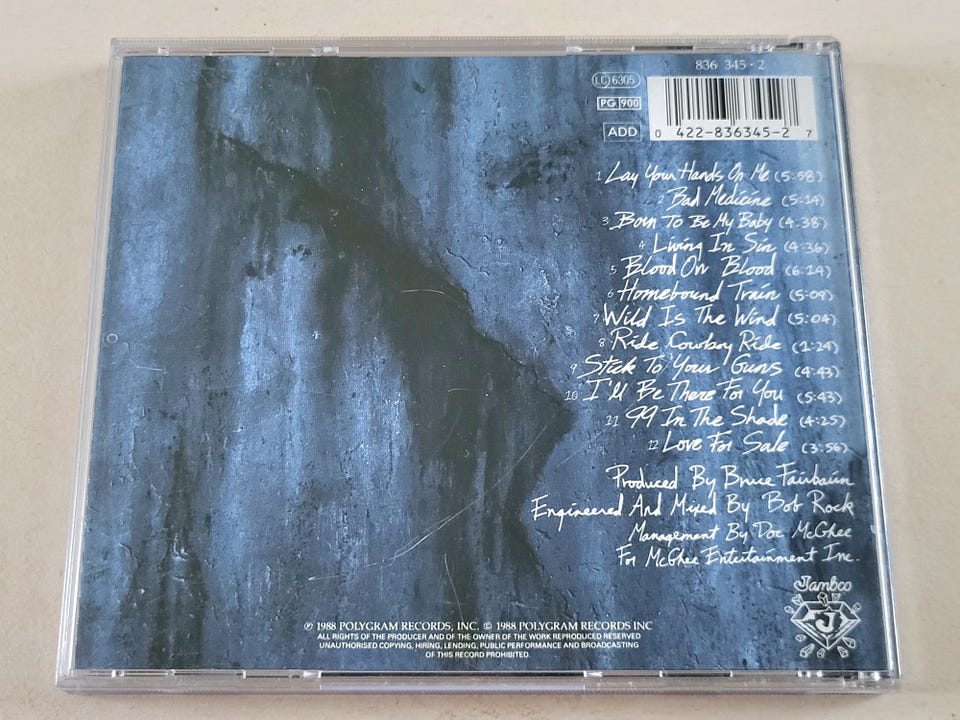 836 345-2
LC 6305
PG 900
ADD
0 422-836345-2 7
1 Lay Your Hands On Me (5:58)
2 Bad Medicine (5:14)
3 Born To Be My Baby (4:38)
4 Living In Sin (4:36)
5 Blood On Blood (6:14)
6 Homebound Train (5:09)
7 Wild Is The Wind (5:04)
8 Ride Cowboy Ride (1:24)
9 Stick To Your Guns (4:43)
10 I'll Be There For You (5:43)
11 99 In The Shade (4:25)
12 Love For Sale (3:56)
Produced By Bruce Fairbairn
Engineered And Mixed By Bob Rock
Management By Doc McGhee
For McGhee Entertainment Inc.
Jambco
J
℗ 1988 POLYGRAM RECORDS, INC. © 1988 POLYGRAM RECORDS INC
ALL RIGHTS OF THE PRODUCER AND OF THE OWNER OF THE WORK REPRODUCED RESERVED
UNAUTHORISED COPYING, HIRING, LENDING, PUBLIC PERFORMANCE AND BROADCASTING
OF THIS RECORD PROHIBITED.